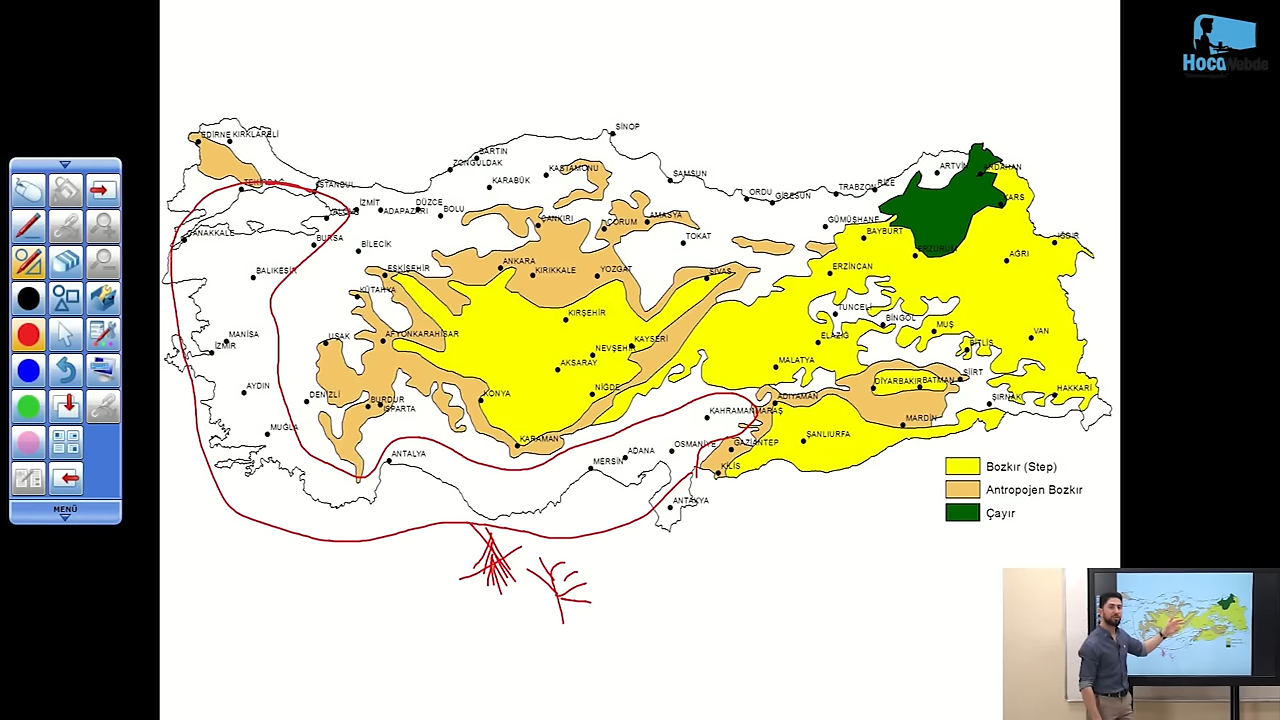 HocaWebde
SİNOP
EDİRNE KIRKLARELİ
BARTIN
ZONGULDAK
KASTAMONU
ARTVİN
ARDAHAN
KARABÜK
SAMSUN
TEKİRDAĞ
İSTANBUL
ORDU
GİRESUN
TRABZON
RİZE
KARS
İZMİT
DÜZCE
ADAPAZARI
BOLU
ÇANKIRI
ÇORUM
AMASYA
GÜMÜŞHANE
ÇANAKKALE
BURSA
BİLECİK
TOKAT
BAYBURT
IĞDIR
ERZURUM
BALIKESİR
ESKİŞEHİR
ANKARA
KIRIKKALE
YOZGAT
SİVAS
ERZİNCAN
AĞRI
KÜTAHYA
TUNCELİ
MANİSA
UŞAK
AFYONKARAHİSAR
KIRŞEHİR
BİNGÖL
MUŞ
VAN
İZMİR
NEVŞEHİR
KAYSERİ
ELAZIĞ
BİTLİS
AKSARAY
MALATYA
SİİRT
AYDIN
DENİZLİ
BURDUR
ISPARTA
KONYA
NİĞDE
ADIYAMAN
DİYARBAKIR
BATMAN
ŞIRNAK
HAKKARİ
MUĞLA
KARAMAN
KAHRAMANMARAŞ
MARDİN
ANTALYA
MERSİN
ADANA
OSMANİYE
GAZİANTEP
ŞANLIURFA
KİLİS
ANTAKYA
Bozkır (Step)
Antropojen Bozkır
Çayır
MENÜ